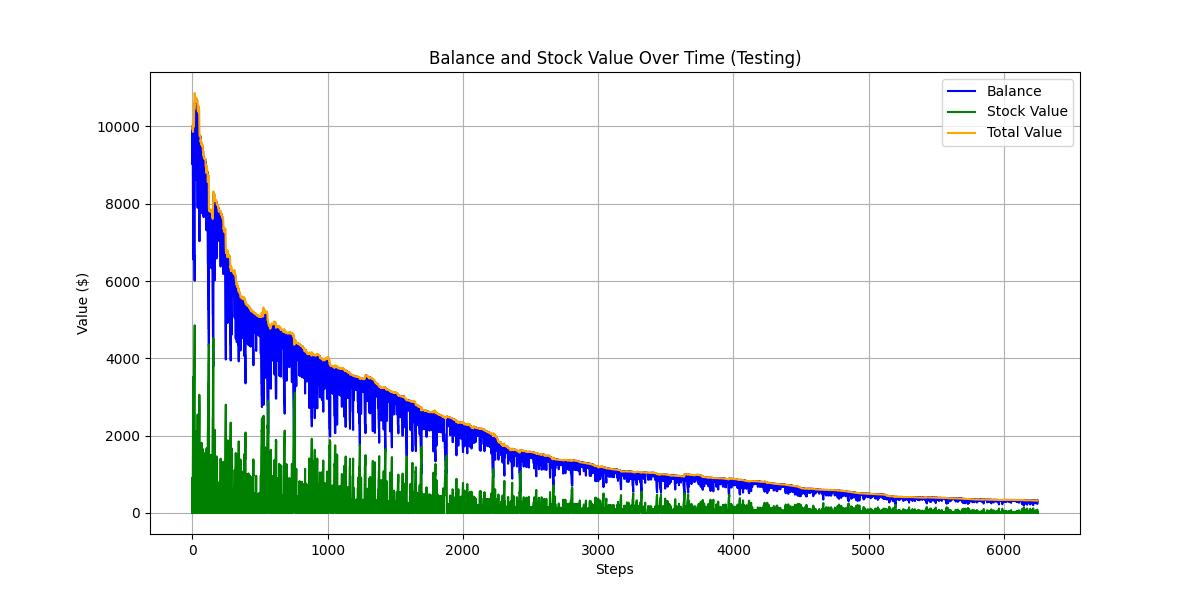 Balance and Stock Value Over Time (Testing)
Balance
Stock Value
Total Value
Value ($)
10000
8000
6000
4000
2000
0
0 1000 2000 3000 4000 5000 6000
Steps